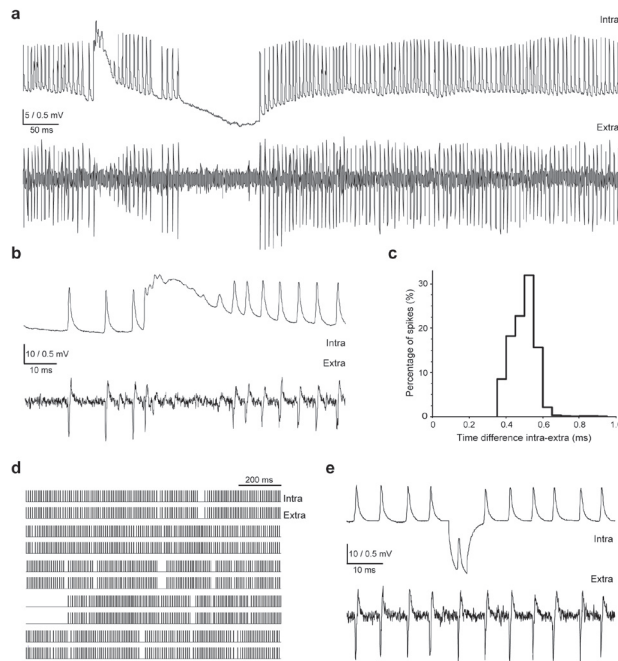 a
Intra
5 / 0.5 mV
50 ms
Extra
b
Intra
10 / 0.5 mV
10 ms
Extra
c
Percentage of spikes (%)
30
20
10
0
0 0.2 0.4 0.6 0.8 1.0
Time difference intra-extra (ms)
d
200 ms
Intra
Extra
e
Intra
10 / 0.5 mV
10 ms
Extra